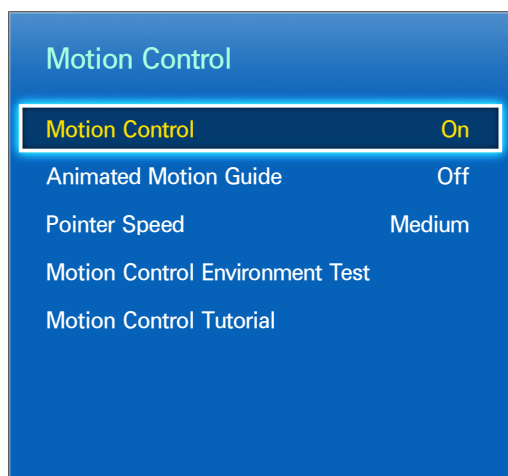 Motion Control
Motion Control On
Animated Motion Guide Off
Pointer Speed Medium
Motion Control Environment Test
Motion Control Tutorial